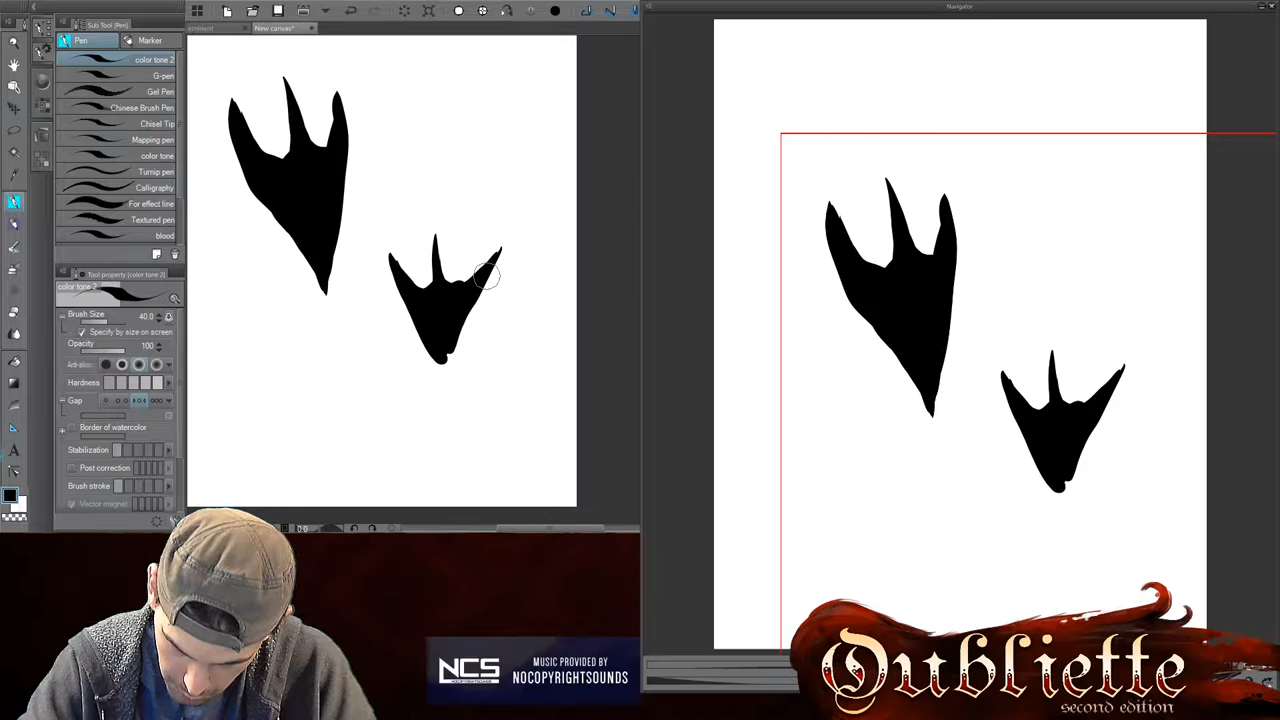 Navigator
Sub Tool [Pen]
New canvas*
Pen
Marker
color tone 2
G-pen
Gel Pen
Chinese Brush Pen
Chisel Tip
Mapping pen
color tone
Turnip pen
Calligraphy
For effect line
Textured pen
blood
Tool property [color tone 2]
color tone 2
Brush Size
40.0
Specify by size on screen
Opacity
100
Hardness
Gap
Border of watercolor
Stabilization
Post correction
Brush stroke
Vector magnet
0.0
NCS
MUSIC PROVIDED BY
NOCOPYRIGHTSOUNDS
Oubliette
second edition